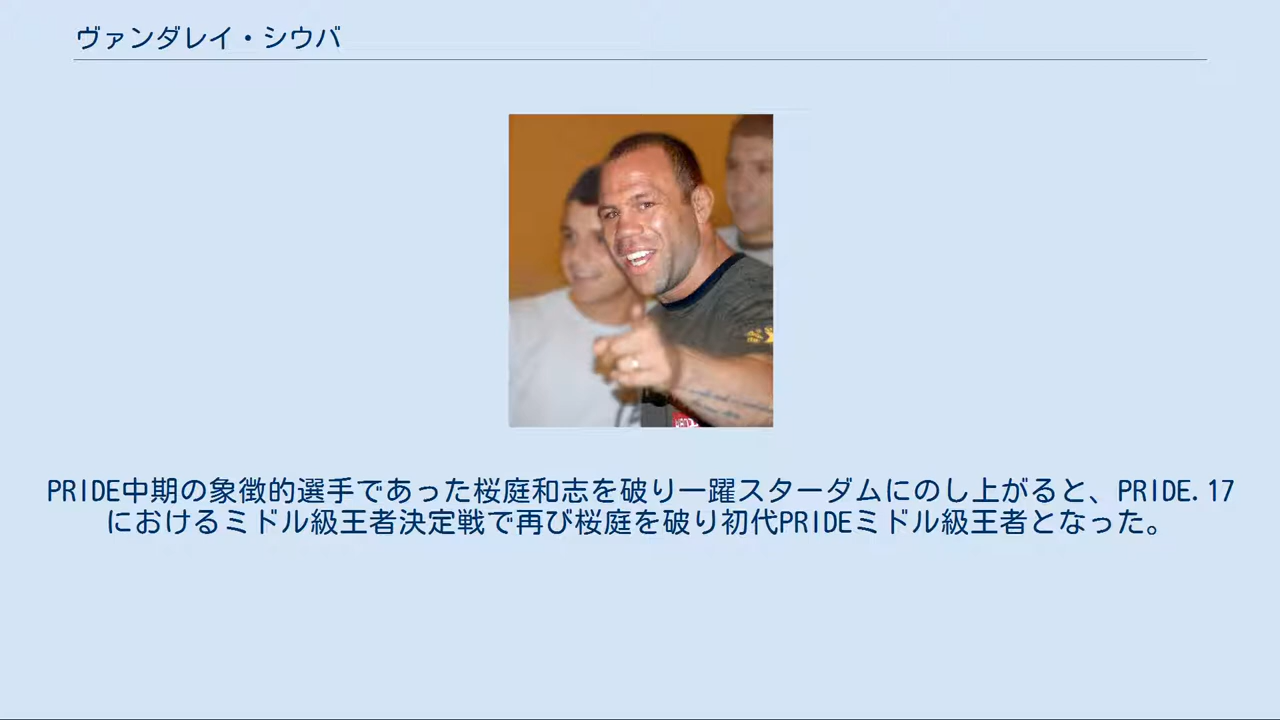 ヴァンダレイ・シウバ
PRIDE中期の象徴的選手であった桜庭和志を破り一躍スターダムにのし上がると、PRIDE.17
におけるミドル級王者決定戦で再び桜庭を破り初代PRIDEミドル級王者となった。